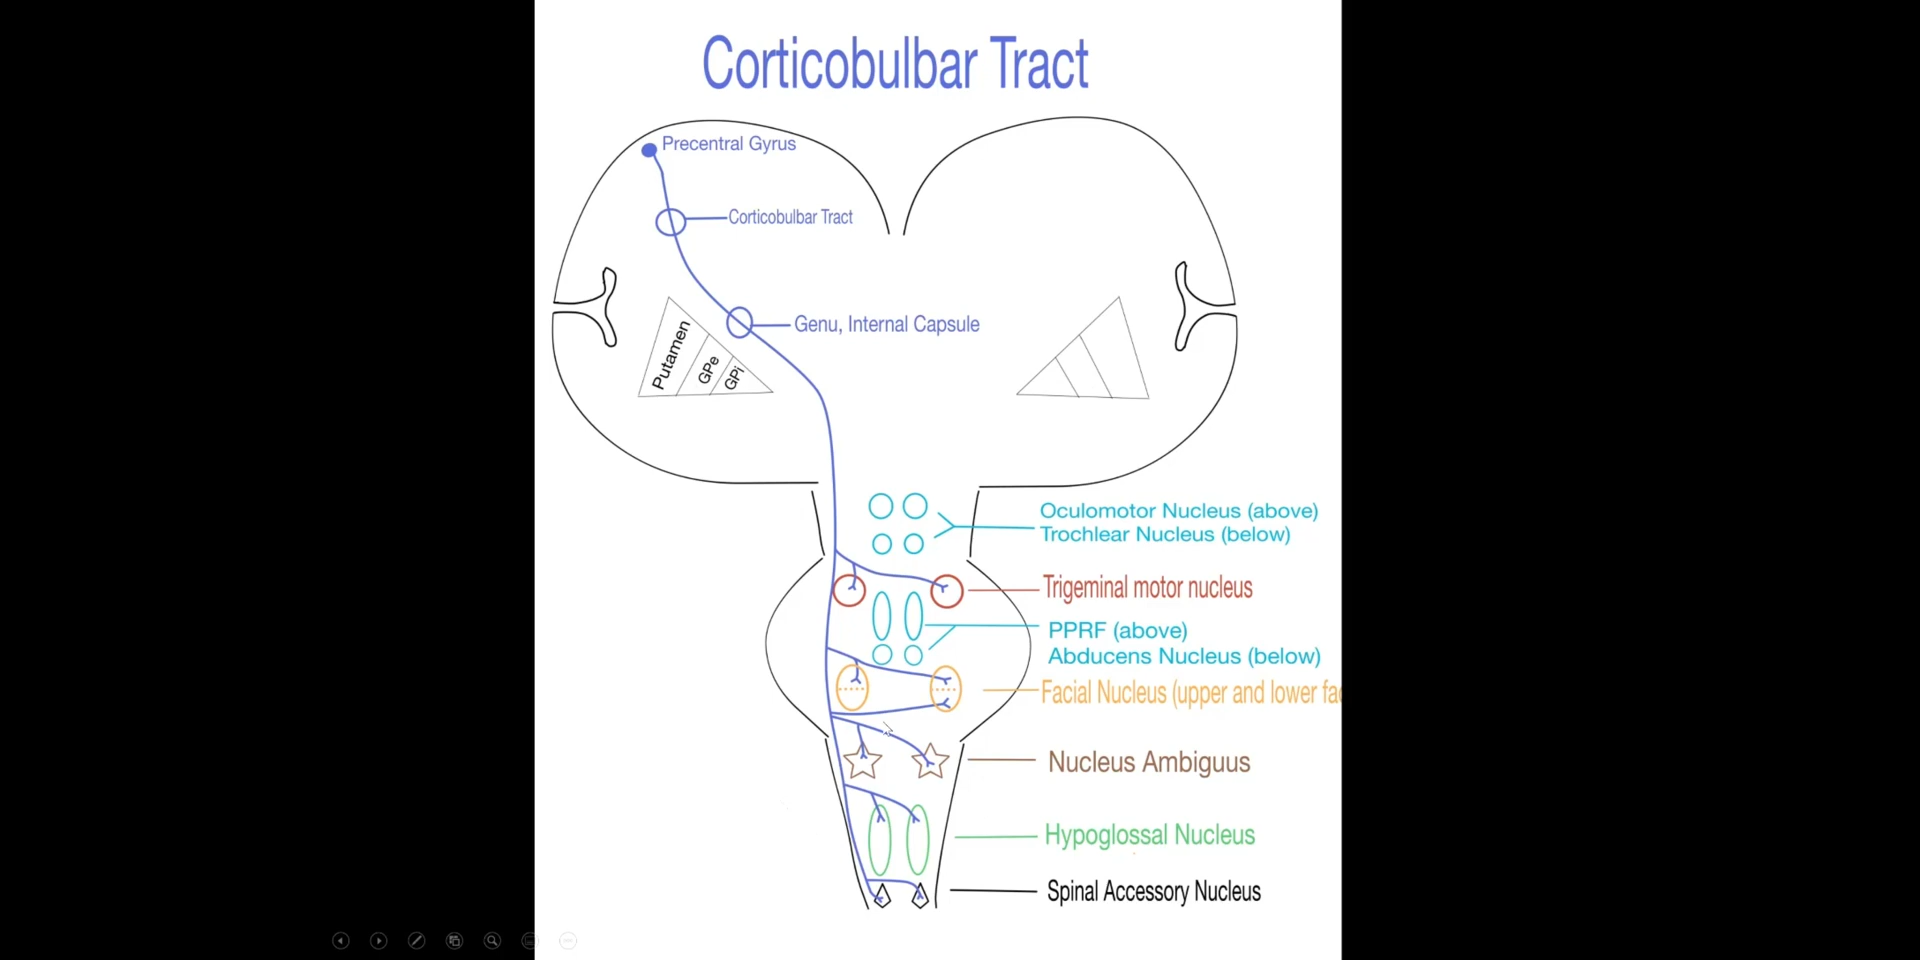 Corticobulbar Tract
Precentral Gyrus
Corticobulbar Tract
Genu, Internal Capsule
Putamen
GPe
GPi
Oculomotor Nucleus (above)
Trochlear Nucleus (below)
Trigeminal motor nucleus
PPRF (above)
Abducens Nucleus (below)
Facial Nucleus (upper and lower fa
Nucleus Ambiguus
Hypoglossal Nucleus
Spinal Accessory Nucleus